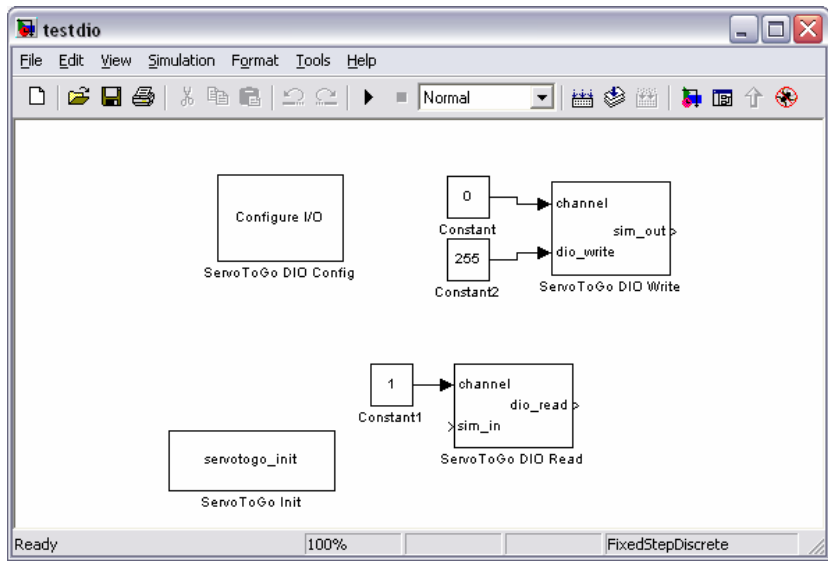 testdio
File Edit View Simulation Format Tools Help
Normal
Configure I/O
ServoToGo DIO Config
0
Constant
255
Constant2
channel
sim_out
dio_write
ServoToGo DIO Write
1
Constant1
channel
dio_read
sim_in
ServoToGo DIO Read
servotogo_init
ServoToGo Init
Ready 100% FixedStepDiscrete